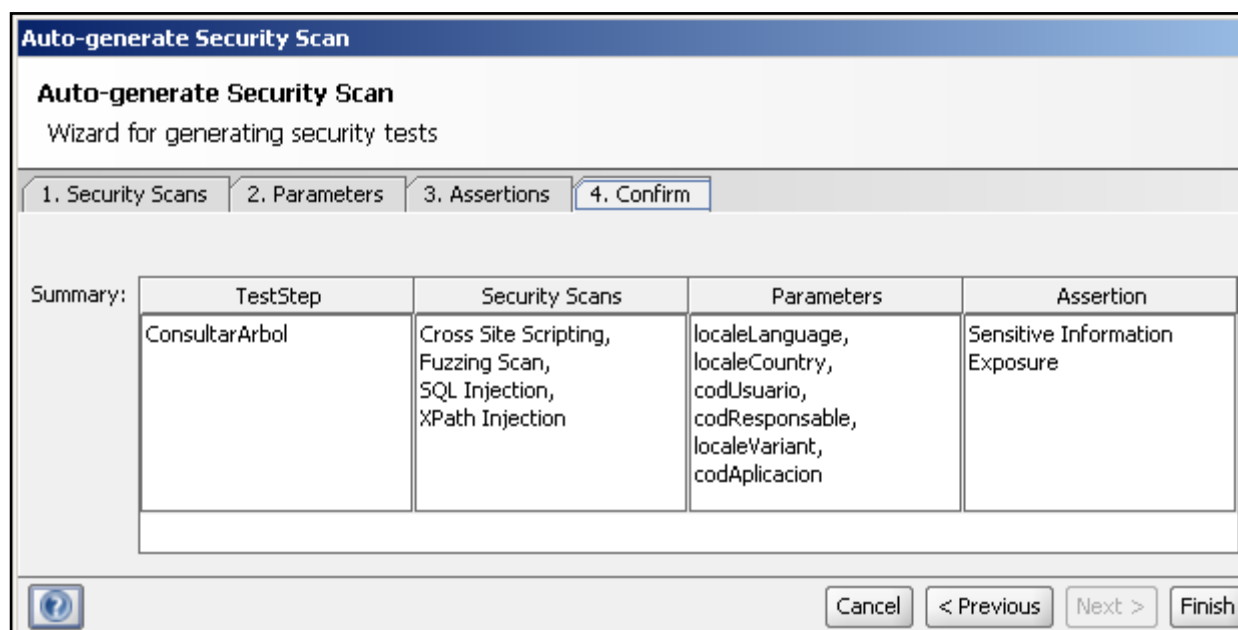 Auto-generate Security Scan
Auto-generate Security Scan
Wizard for generating security tests
1. Security Scans 2. Parameters 3. Assertions 4. Confirm
Summary: TestStep Security Scans Parameters Assertion
ConsultarArbol Cross Site Scripting, localeLanguage, Sensitive Information
Fuzzing Scan, localeCountry, Exposure
SQL Injection, codUsuario,
XPath Injection codResponsable,
localeVariant,
codAplicacion
? Cancel < Previous Next > Finish